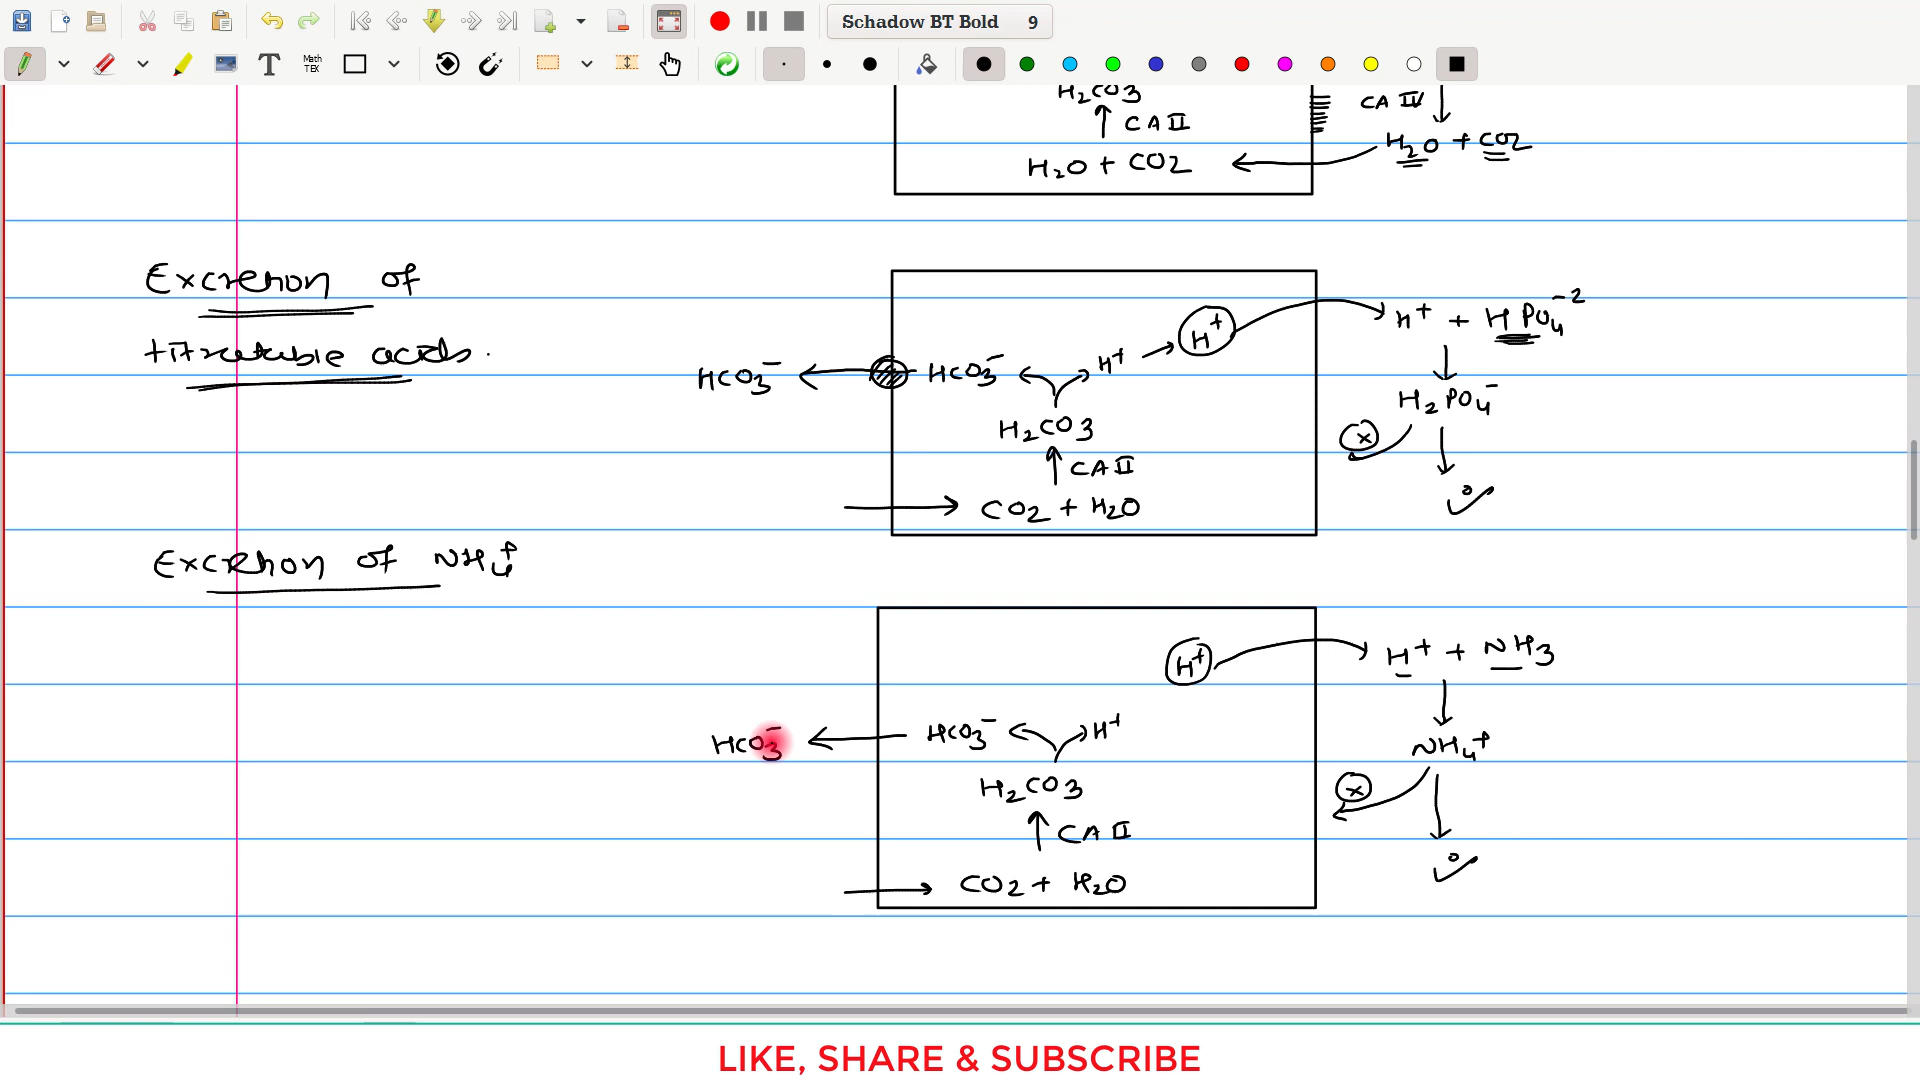 Schadow BT Bold 9
Math
TEX
H₂CO3
CA IV
↑ CA II
H₂O + CO2
H₂O + CO2
Excretion of
titratable acids.
H⁺
H⁺ + HPO₄⁻²
HCO₃⁻ ← HCO₃⁻
H⁺
H₂PO₄⁻
H₂CO3
x
↑ CA II
→ CO2 + H₂O
Excretion of NH₄⁺
H⁺
H⁺ + NH3
HCO₃⁻ ← HCO₃⁻
H⁺
NH₄⁺
H₂CO3
x
↑ CA II
→ CO2 + H₂O
LIKE, SHARE & SUBSCRIBE